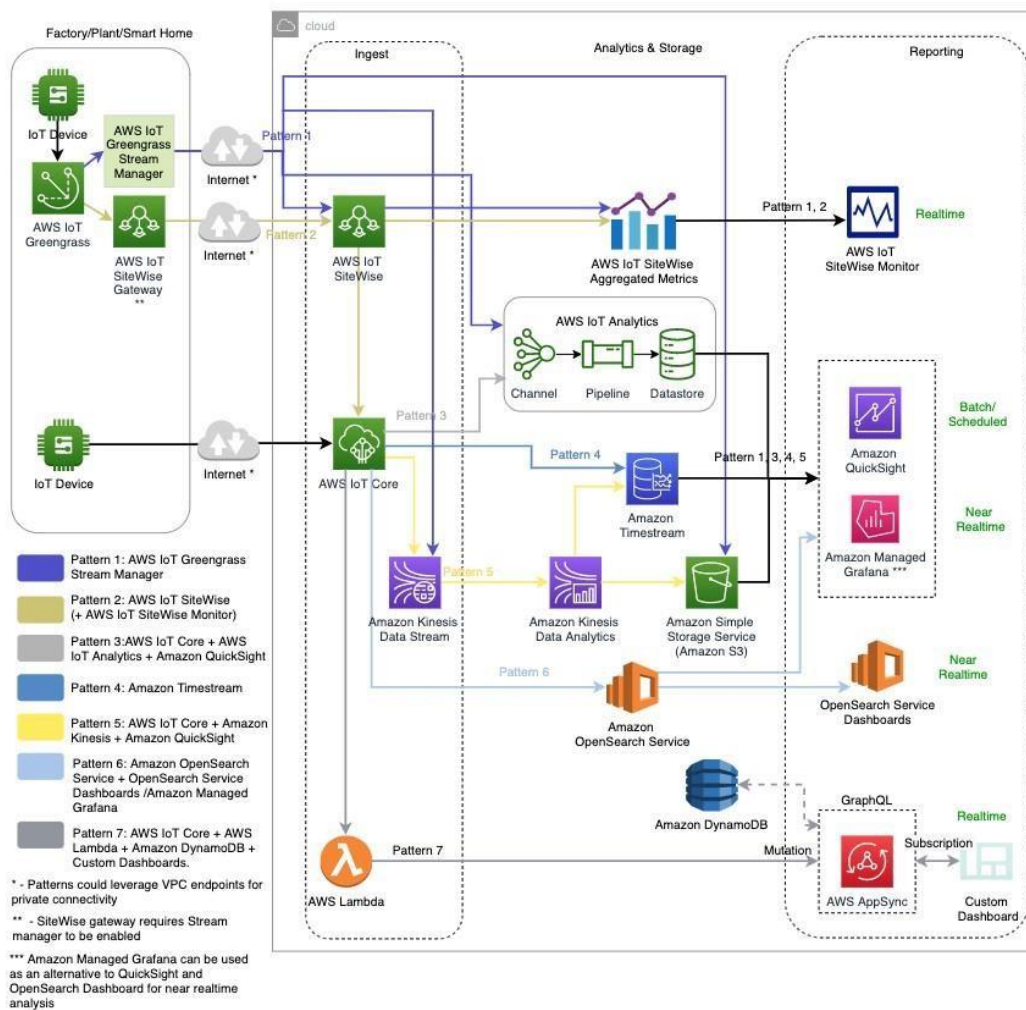 cloud
Factory/Plant/Smart Home
Ingest
Analytics & Storage
Reporting
IoT Device
AWS IoT
Greengrass
Stream
Manager
Pattern 1
Internet *
AWS IoT
Greengrass
AWS IoT
SiteWise
Gateway
**
Internet *
Pattern 2
AWS IoT
SiteWise
AWS IoT SiteWise
Aggregated Metrics
Pattern 1, 2
AWS IoT
SiteWise Monitor
Realtime
AWS IoT Analytics
Channel
Pipeline
Datastore
Pattern 3
IoT Device
Internet *
AWS IoT Core
Pattern 4
Amazon
Timestream
Pattern 1, 3, 4, 5
Amazon
QuickSight
Batch/
Scheduled
Amazon Managed
Grafana ***
Near
Realtime
Amazon Kinesis
Data Stream
Pattern 5
Amazon Kinesis
Data Analytics
Amazon Simple
Storage Service
(Amazon S3)
Pattern 6
Amazon
OpenSearch Service
OpenSearch Service
Dashboards
Near
Realtime
Amazon DynamoDB
GraphQL
AWS Lambda
Pattern 7
Mutation
AWS AppSync
Subscription
Realtime
Custom
Dashboard
Pattern 1: AWS IoT Greengrass
Stream Manager
Pattern 2: AWS IoT SiteWise
(+ AWS IoT SiteWise Monitor)
Pattern 3:AWS IoT Core + AWS
IoT Analytics + Amazon QuickSight
Pattern 4: Amazon Timestream
Pattern 5: AWS IoT Core + Amazon
Kinesis + Amazon QuickSight
Pattern 6: Amazon OpenSearch
Service + OpenSearch Service
Dashboards /Amazon Managed
Grafana
Pattern 7: AWS IoT Core + AWS
Lambda + Amazon DynamoDB +
Custom Dashboards.
* - Patterns could leverage VPC endpoints for
private connectivity
** - SiteWise gateway requires Stream
manager to be enabled
*** Amazon Managed Grafana can be used
as an alternative to QuickSight and
OpenSearch Dashboard for near realtime
analysis